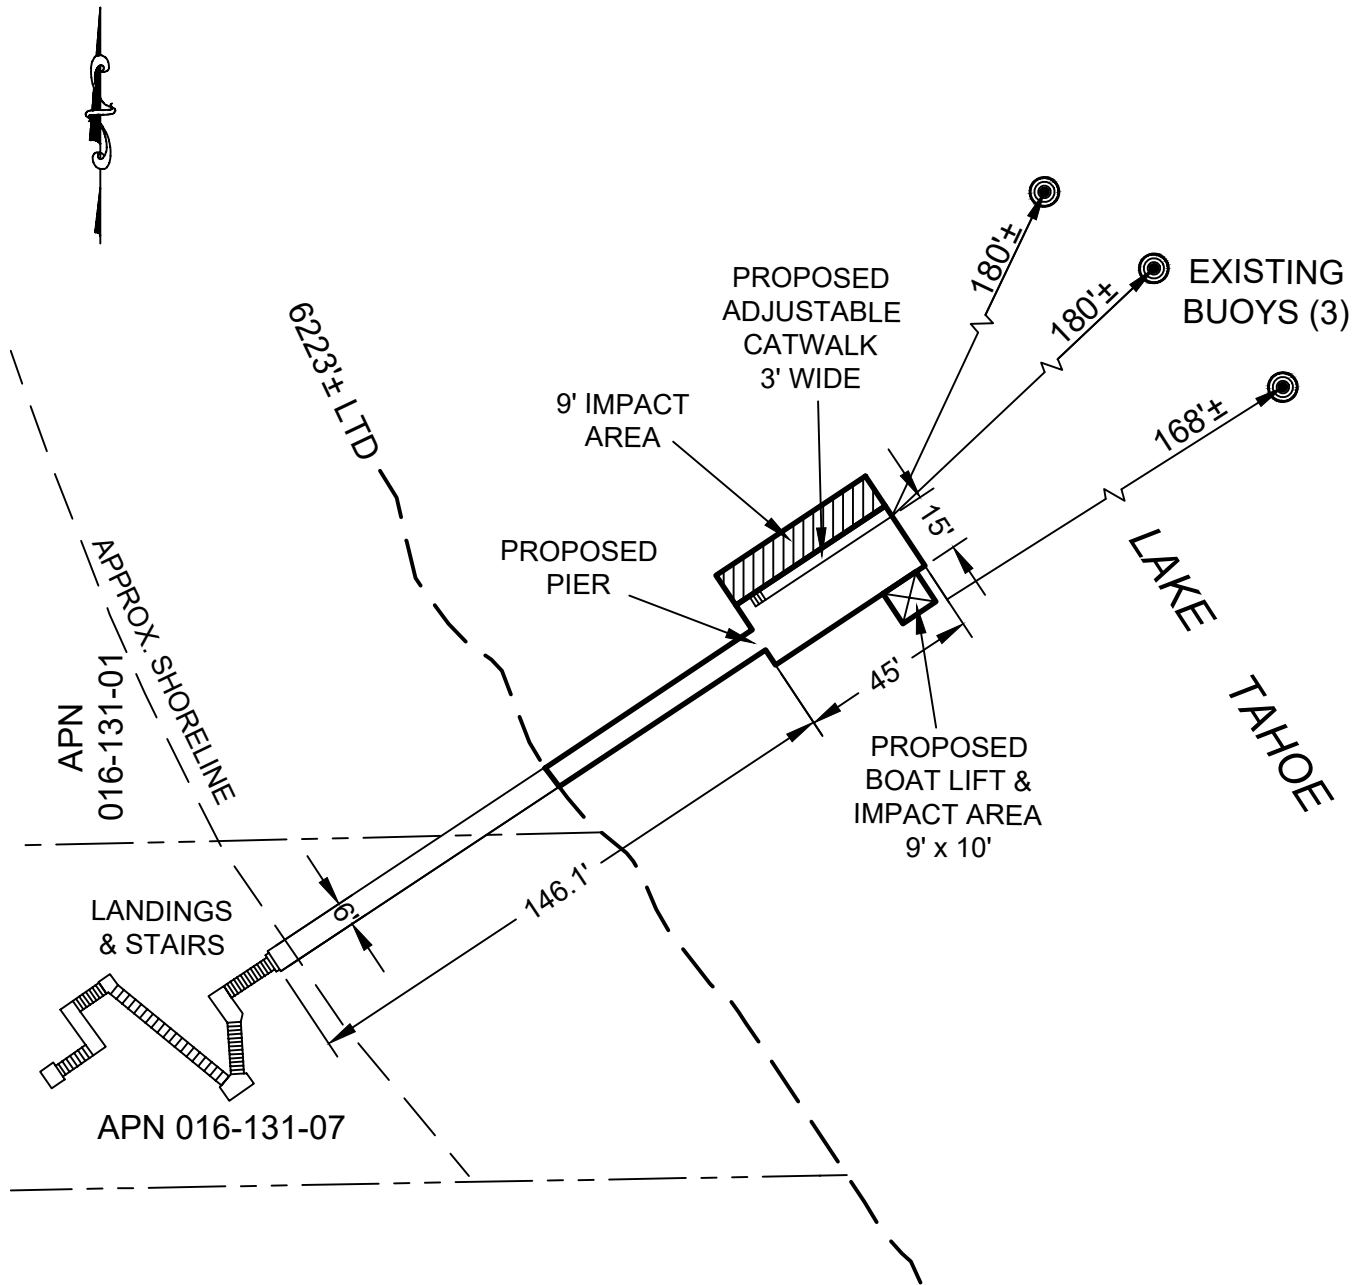 180'±
180'±
168'±
EXISTING
BUOYS (3)
PROPOSED
ADJUSTABLE
CATWALK
3' WIDE
6223'± LTD
9' IMPACT
AREA
15'
PROPOSED
PIER
LAKE
TAHOE
APPROX. SHORELINE
APN
016-131-01
45'
PROPOSED
BOAT LIFT &
IMPACT AREA
9' x 10'
146.1'
6'
LANDINGS
& STAIRS
APN 016-131-07